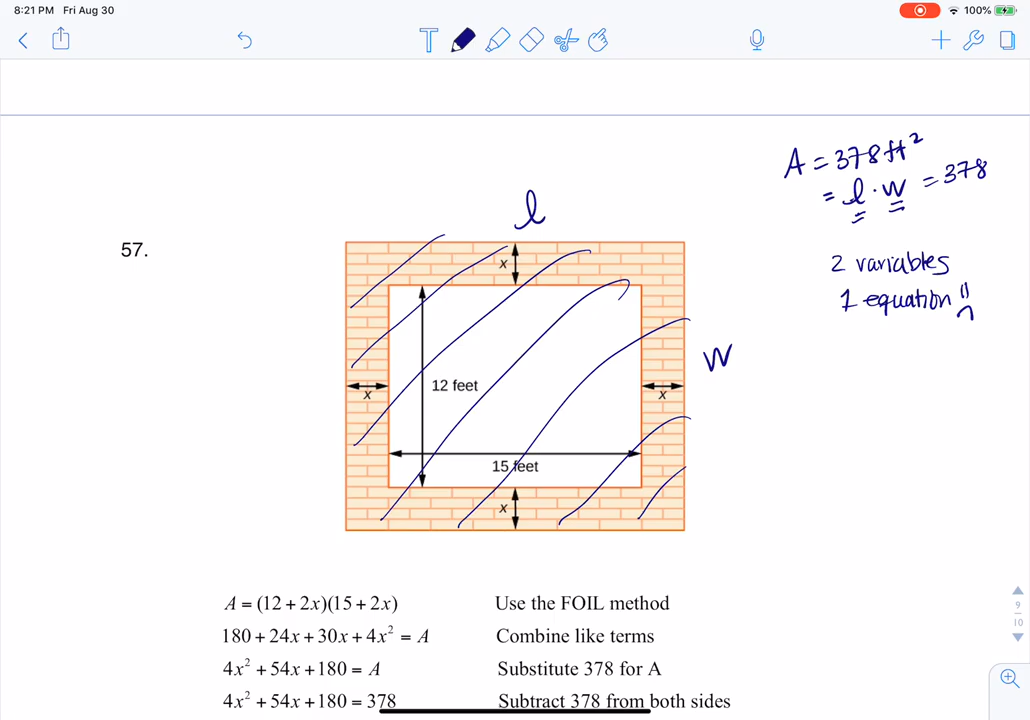 8:21 PM Fri Aug 30
100%
T
A = 378 ft²
= l · w = 378
l
57.
x
2 variables
1 equation !!
w
12 feet
x
x
15 feet
x
A = (12 + 2x)(15 + 2x) Use the FOIL method
180 + 24x + 30x + 4x² = A Combine like terms
4x² + 54x + 180 = A Substitute 378 for A
4x² + 54x + 180 = 378 Subtract 378 from both sides
9
10